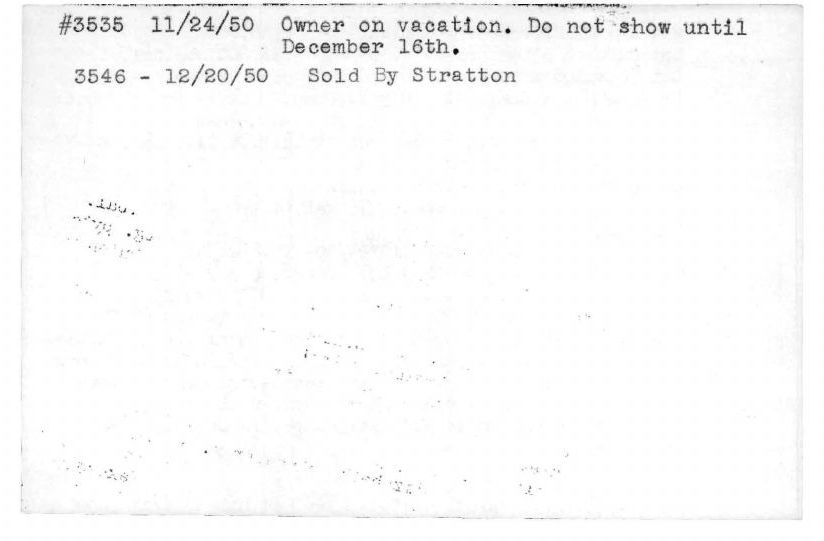 #3535 11/24/50 Owner on vacation. Do not show until
December 16th.
3546 - 12/20/50 Sold By Stratton